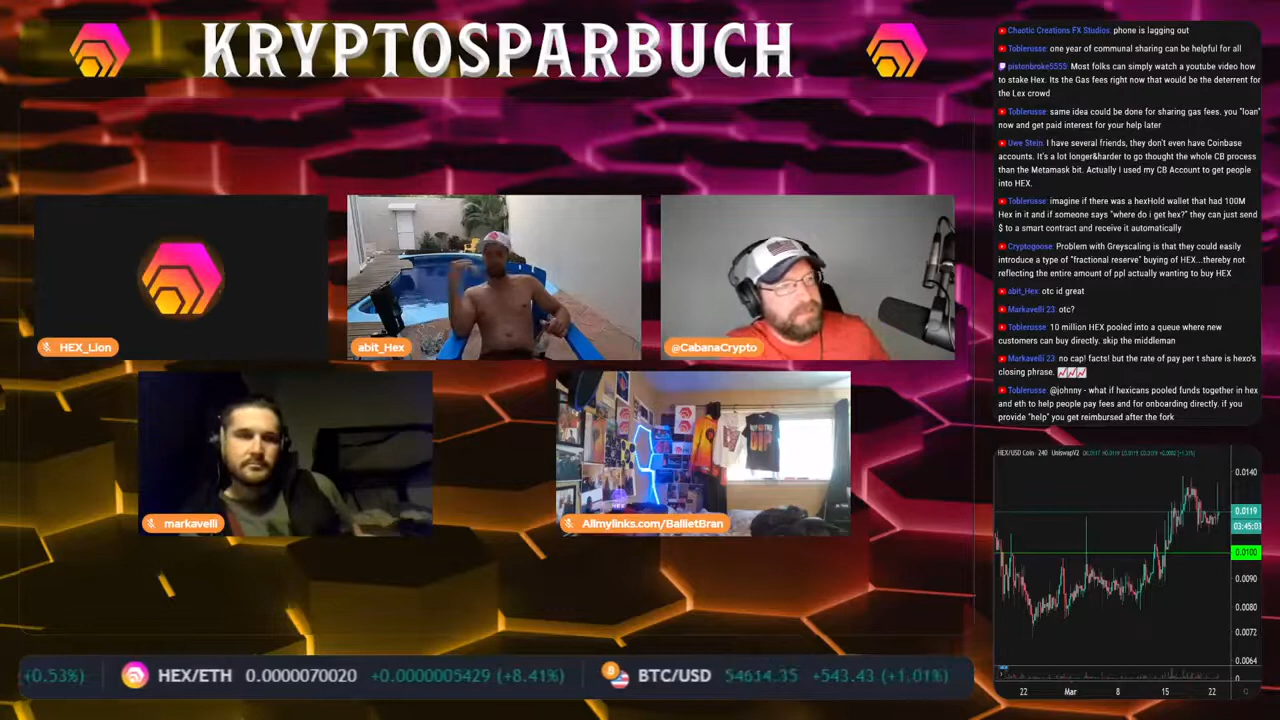 KRYPTOSPARBUCH
HEX_Lion
abit_Hex
@CabanaCrypto
markavelli
Allmylinks.com/BallietBran
Chaotic Creations FX Studios: phone is lagging out
Toblerusse: one year of communal sharing can be helpful for all
pistonbroke5555: Most folks can simply watch a youtube video how
to stake Hex. Its the Gas fees right now that would be the deterrent for
the Lex crowd
Toblerusse: same idea could be done for sharing gas fees. you "loan"
now and get paid interest for your help later
Uwe Stein: I have several friends, they don't even have Coinbase
accounts. It's a lot longer&harder to go thought the whole CB process
than the Metamask bit. Actually I used my CB Account to get people
into HEX.
Toblerusse: imagine if there was a hexHold wallet that had 100M
Hex in it and if someone says "where do i get hex?" they can just send
$ to a smart contract and receive it automatically
Cryptogoose: Problem with Greyscaling is that they could easily
introduce a type of "fractional reserve" buying of HEX...thereby not
reflecting the entire amount of ppl actually wanting to buy HEX
abit_Hex: otc id great
Markavelli 23: otc?
Toblerusse: 10 million HEX pooled into a queue where new
customers can buy directly. skip the middleman
Markavelli 23: no cap! facts! but the rate of pay per t share is hexo's
closing phrase. 📈📈📈
Toblerusse: @johnny - what if hexicans pooled funds together in hex
and eth to help people pay fees and for onboarding directly. if you
provide "help" you get reimbursed after the fork
HEX/USD Coin · 240 · UniswapV2
0.0140
0.0119
03:45:03
0.0100
0.0090
0.0080
0.0072
0.0064
0
22 Mar 8 15 22
(+0.53%)
HEX/ETH 0.0000070020 +0.0000005429 (+8.41%)
BTC/USD 54614.35 +543.43 (+1.01%)